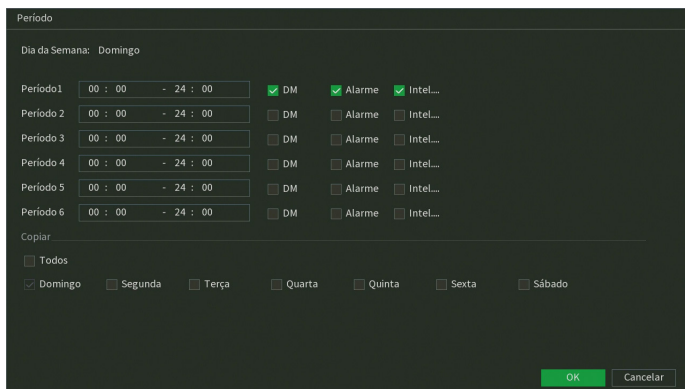 Período
Dia da Semana: Domingo
Período1 00 : 00 - 24 : 00 DM Alarme Intel....
Período 2 00 : 00 - 24 : 00 DM Alarme Intel....
Período 3 00 : 00 - 24 : 00 DM Alarme Intel....
Período 4 00 : 00 - 24 : 00 DM Alarme Intel....
Período 5 00 : 00 - 24 : 00 DM Alarme Intel....
Período 6 00 : 00 - 24 : 00 DM Alarme Intel....
Copiar
Todos
Domingo Segunda Terça Quarta Quinta Sexta Sábado
OK Cancelar